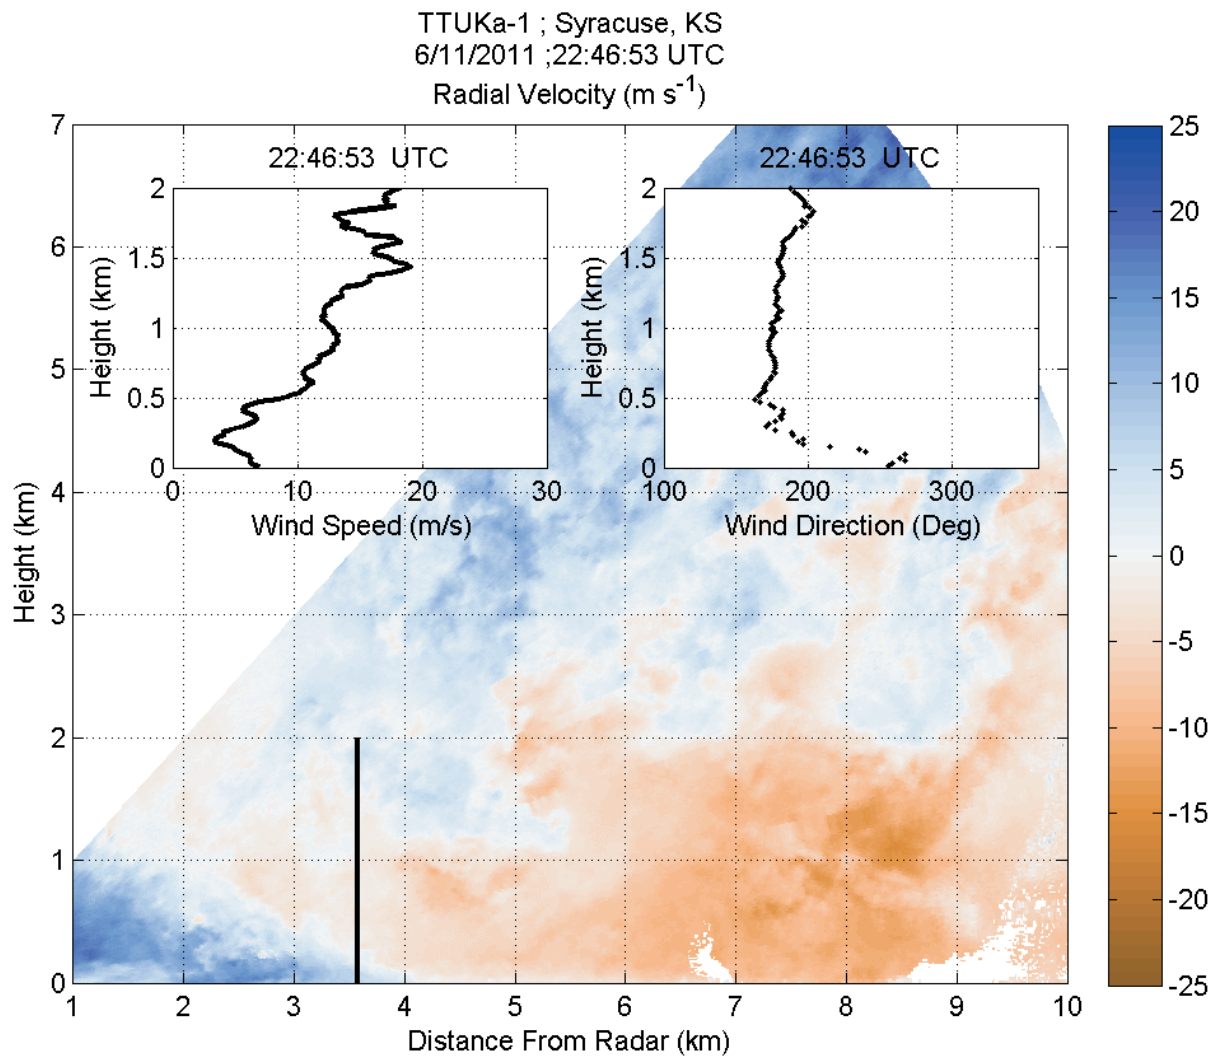 TTUKa-1 ; Syracuse, KS
6/11/2011 ;22:46:53 UTC
Radial Velocity (m s-1)
22:46:53 UTC
2
1.5
1
0.5
0
Height (km)
0 10 20 30
Wind Speed (m/s)
22:46:53 UTC
2
1.5
1
0.5
0
Height (km)
100 200 300
Wind Direction (Deg)
7
6
5
4
3
2
1
0
Height (km)
1 2 3 4 5 6 7 8 9 10
Distance From Radar (km)
25
20
15
10
5
0
-5
-10
-15
-20
-25